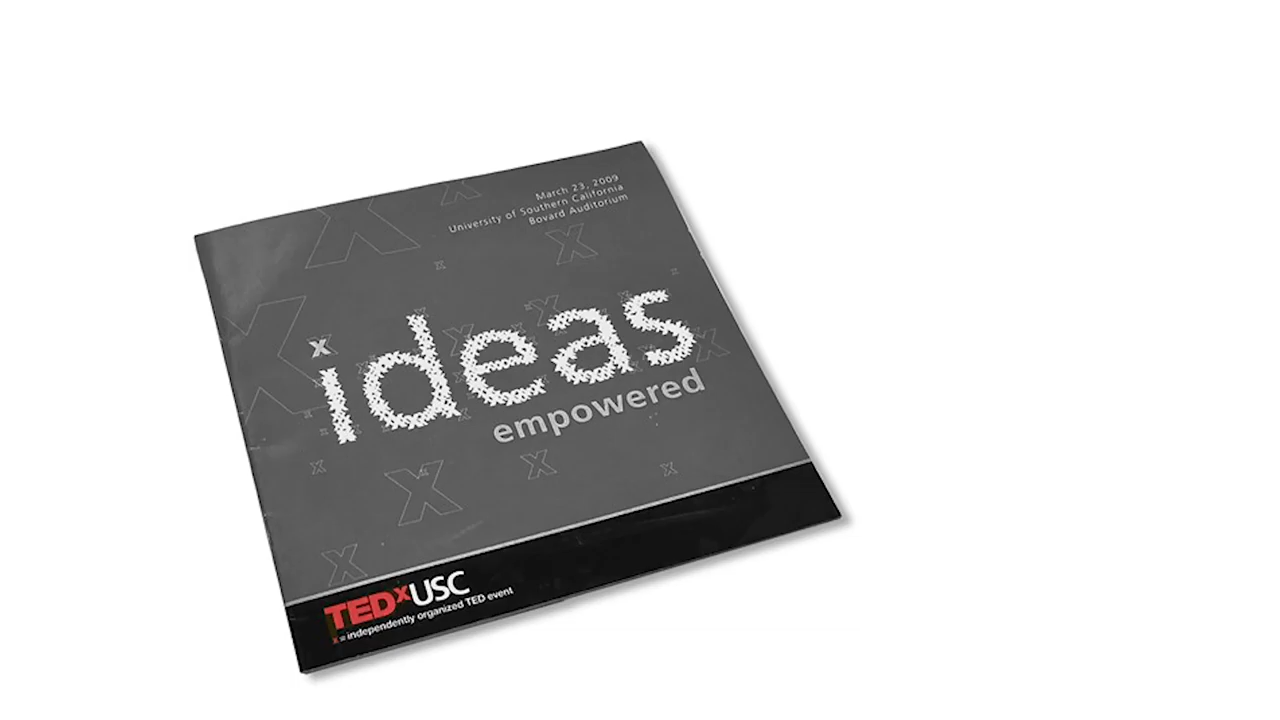 March 23, 2009
University of Southern California
Bovard Auditorium
ideas
empowered
TEDxUSC
x = independently organized TED event